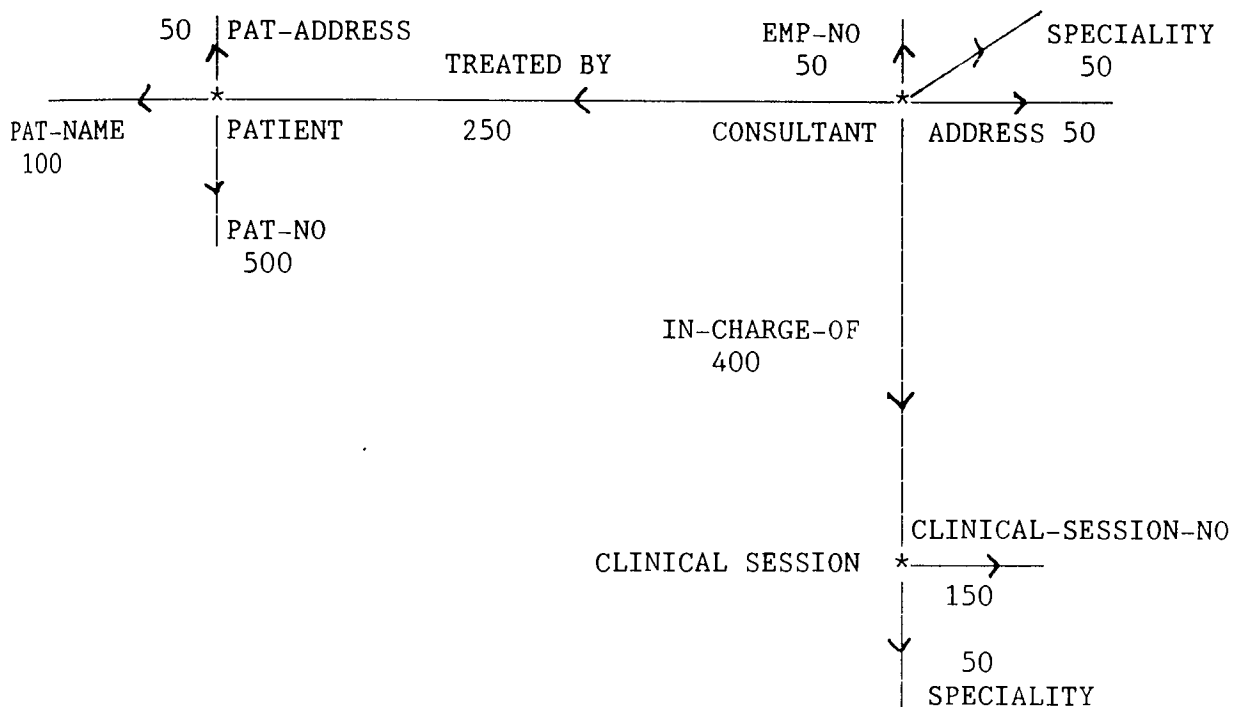 50 PAT-ADDRESS
EMP-NO
50
SPECIALITY
50
TREATED BY
*
*
PAT-NAME
100
PATIENT
250
CONSULTANT
ADDRESS 50
PAT-NO
500
IN-CHARGE-OF
400
CLINICAL-SESSION-NO
CLINICAL SESSION *
150
50
SPECIALITY